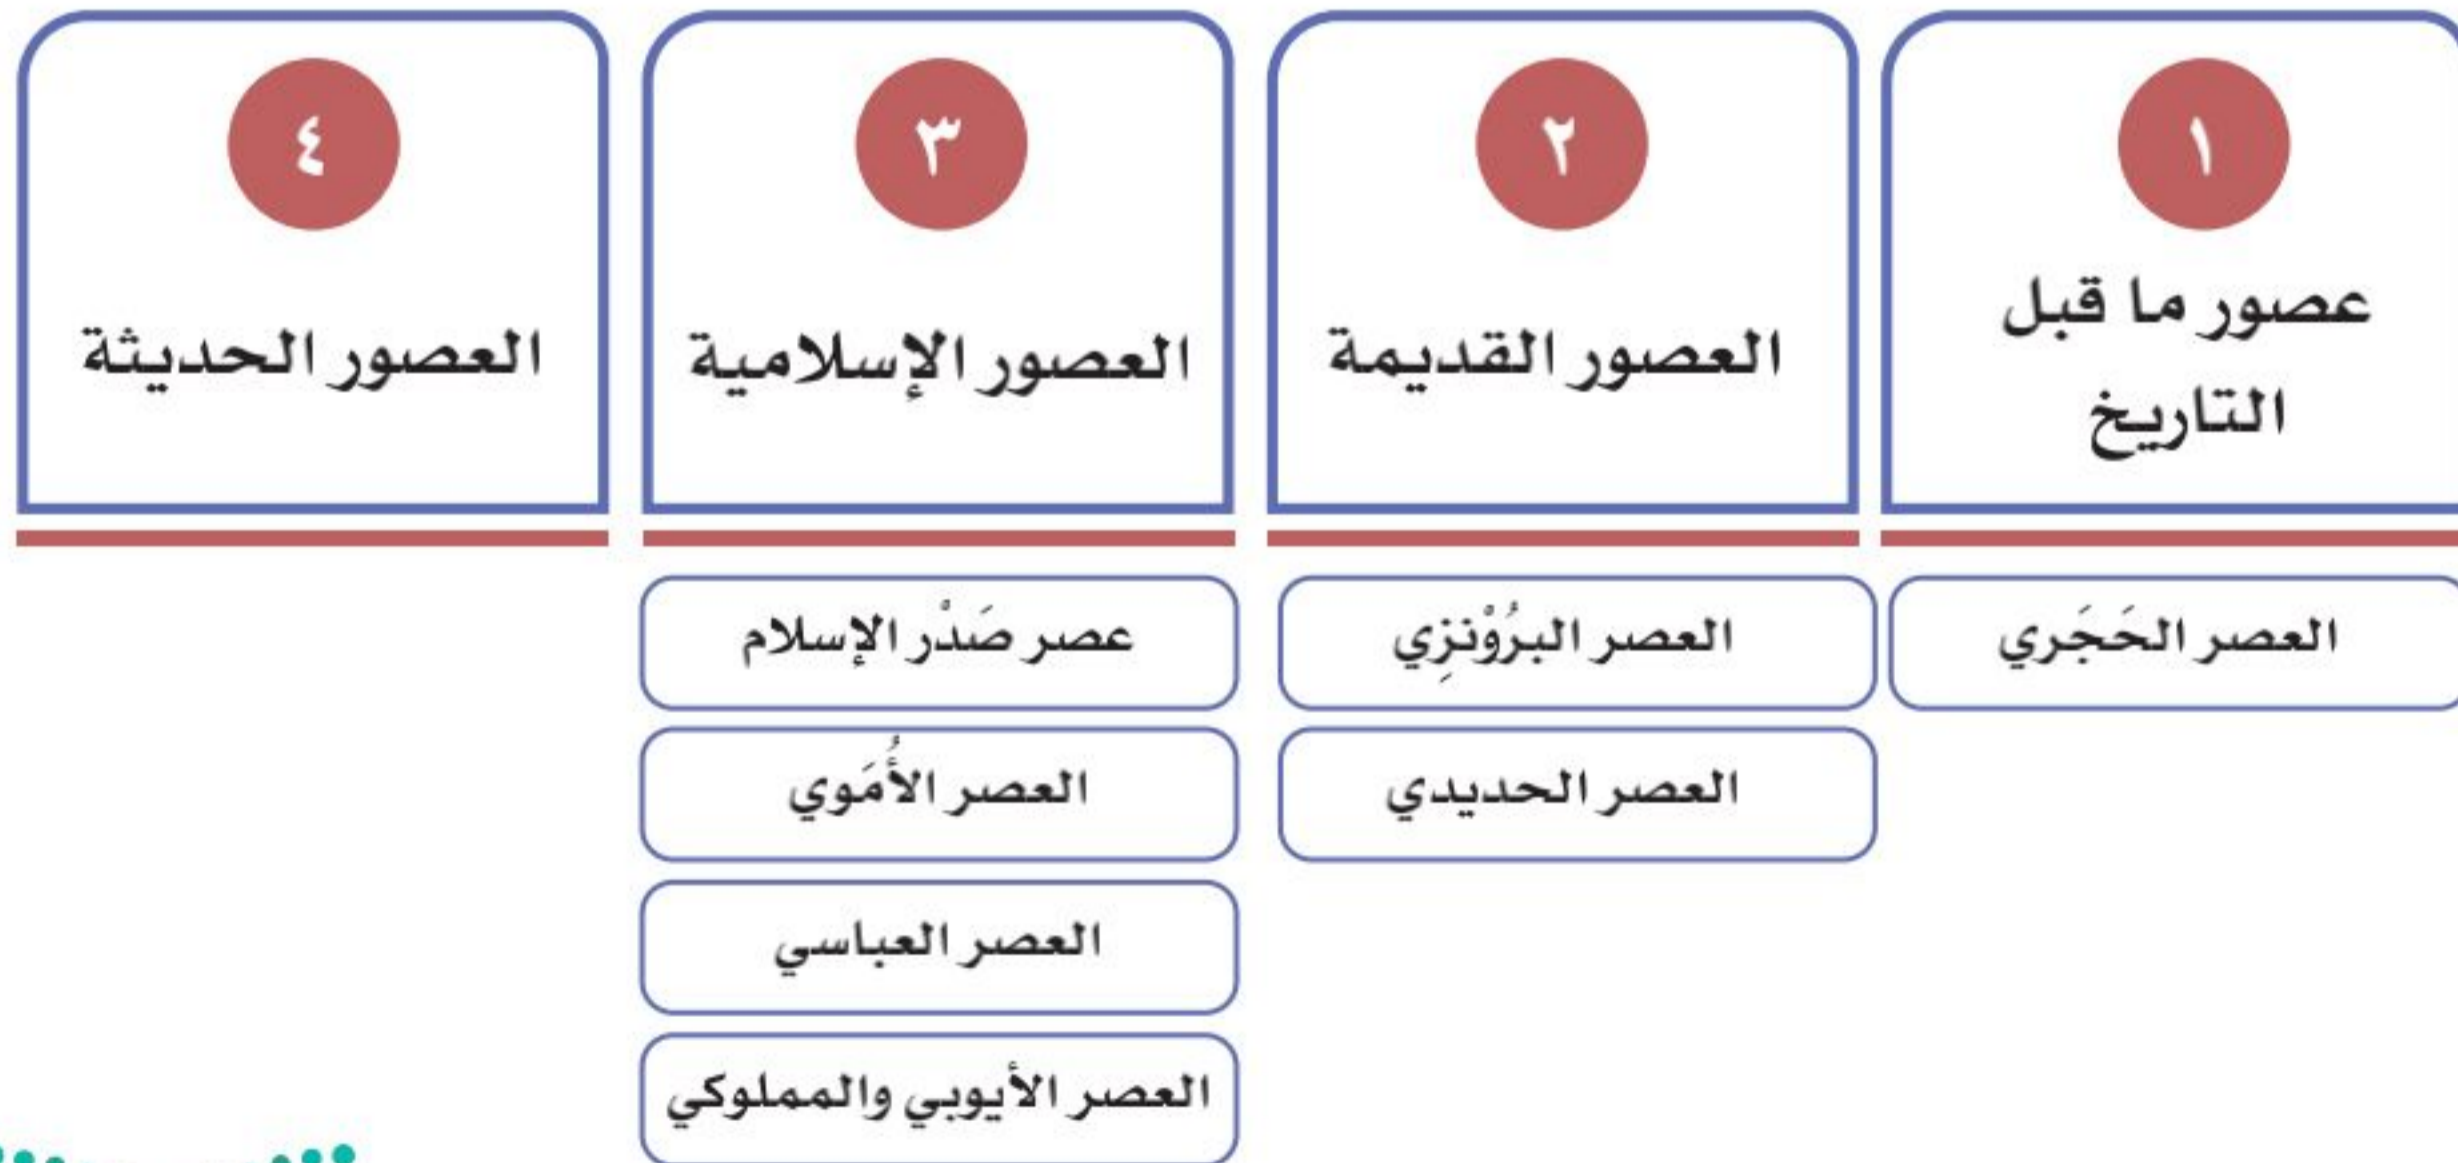 ١
عصور ما قبل
التاريخ
٢
العصور القديمة
٣
العصور الإسلامية
٤
العصور الحديثة
العصر الحَجَري
العصر البرُوْنزِي
العصر الحديدي
عصر صَدْر الإسلام
العصر الأُمَوي
العصر العباسي
العصر الأيوبي والمملوكي